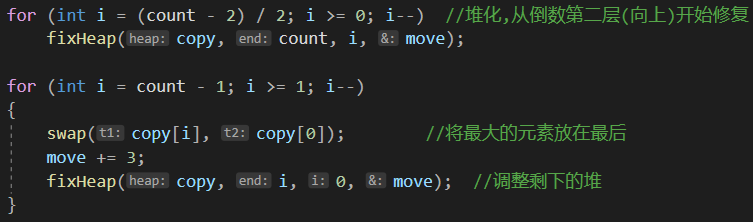 for (int i = (count - 2) / 2; i >= 0; i--) //堆化,从倒数第二层(向上)开始修复
fixHeap(heap: copy, end: count, i, &: move);
for (int i = count - 1; i >= 1; i--)
{
swap(t1: copy[i], t2: copy[0]); //将最大的元素放在最后
move += 3;
fixHeap(heap: copy, end: i, i: 0, &: move); //调整剩下的堆
}